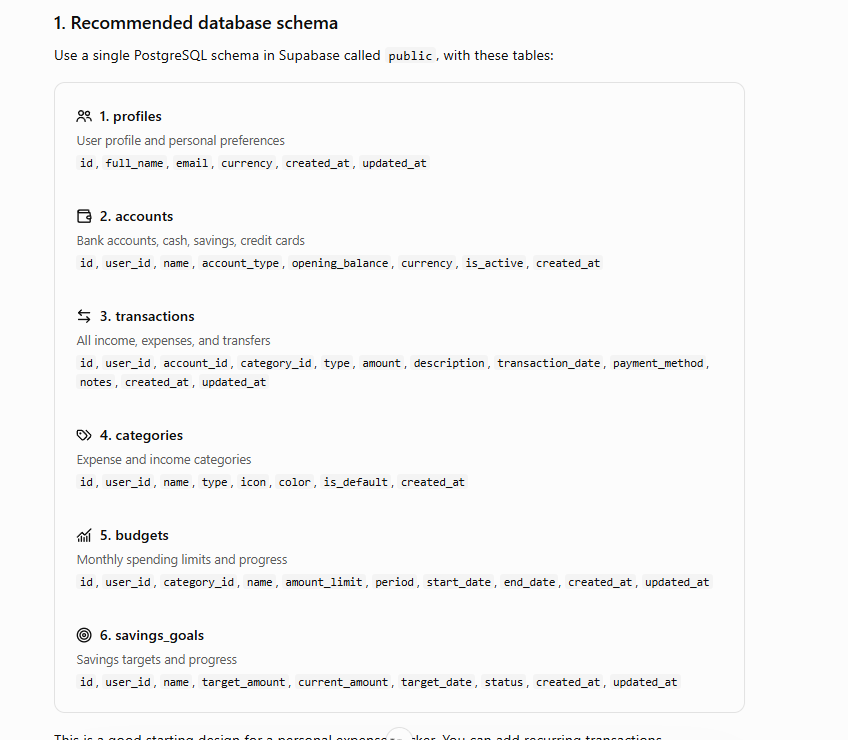 1. Recommended database schema
Use a single PostgreSQL schema in Supabase called public, with these tables:
1. profiles
User profile and personal preferences
id, full_name, email, currency, created_at, updated_at
2. accounts
Bank accounts, cash, savings, credit cards
id, user_id, name, account_type, opening_balance, currency, is_active, created_at
3. transactions
All income, expenses, and transfers
id, user_id, account_id, category_id, type, amount, description, transaction_date, payment_method,
notes, created_at, updated_at
4. categories
Expense and income categories
id, user_id, name, type, icon, color, is_default, created_at
5. budgets
Monthly spending limits and progress
id, user_id, category_id, name, amount_limit, period, start_date, end_date, created_at, updated_at
6. savings_goals
Savings targets and progress
id, user_id, name, target_amount, current_amount, target_date, status, created_at, updated_at
This is a good starting design for a personal expense You can add recurring transactions